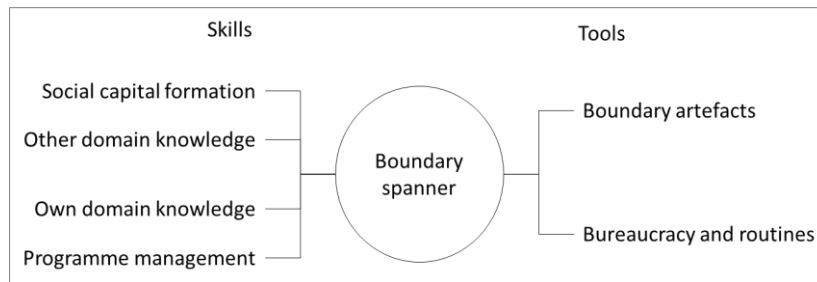 Skills
Tools
Social capital formation
Other domain knowledge
Own domain knowledge
Programme management
Boundary
spanner
Boundary artefacts
Bureaucracy and routines